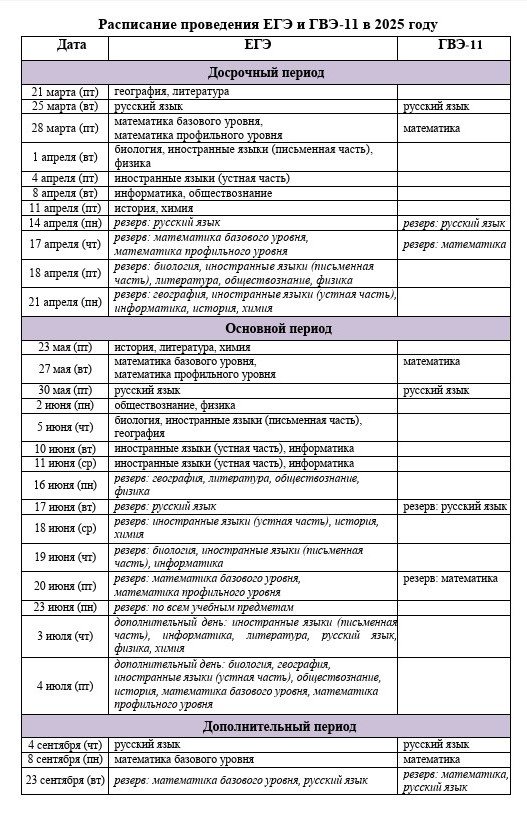 Расписание проведения ЕГЭ и ГВЭ-11 в 2025 году
Дата ЕГЭ ГВЭ-11
Досрочный период
21 марта (пт) география, литература
25 марта (вт) русский язык русский язык
28 марта (пт) математика базового уровня,
математика профильного уровня математика
1 апреля (вт) биология, иностранные языки (письменная часть),
физика
4 апреля (пт) иностранные языки (устная часть)
8 апреля (вт) информатика, обществознание
11 апреля (пт) история, химия
14 апреля (пн) резерв: русский язык резерв: русский язык
17 апреля (чт) резерв: математика базового уровня,
математика профильного уровня резерв: математика
18 апреля (пт) резерв: биология, иностранные языки (письменная
часть), литература, обществознание, физика
21 апреля (пн) резерв: география, иностранные языки (устная часть),
информатика, история, химия
Основной период
23 мая (пт) история, литература, химия
27 мая (вт) математика базового уровня, математика
математика профильного уровня
30 мая (пт) русский язык русский язык
2 июня (пн) обществознание, физика
5 июня (чт) биология, иностранные языки (письменная часть),
география
10 июня (вт) иностранные языки (устная часть), информатика
11 июня (ср) иностранные языки (устная часть), информатика
16 июня (пн) резерв: география, литература, обществознание,
физика
17 июня (вт) резерв: русский язык резерв: русский язык
18 июня (ср) резерв: иностранные языки (устная часть), история,
химия
19 июня (чт) резерв: биология, иностранные языки (письменная
часть), информатика
20 июня (пт) резерв: математика базового уровня, резерв: математика
математика профильного уровня
23 июня (пн) резерв: по всем учебным предметам
3 июля (чт) дополнительный день: иностранные языки (письменная
часть), информатика, литература, русский язык,
физика, химия
4 июля (пт) дополнительный день: биология, география,
иностранные языки (устная часть), обществознание,
история, математика базового уровня, математика
профильного уровня
Дополнительный период
4 сентября (чт) русский язык русский язык
8 сентября (пн) математика базового уровня математика
23 сентября (вт) резерв: математика базового уровня, русский язык резерв: математика,
русский язык